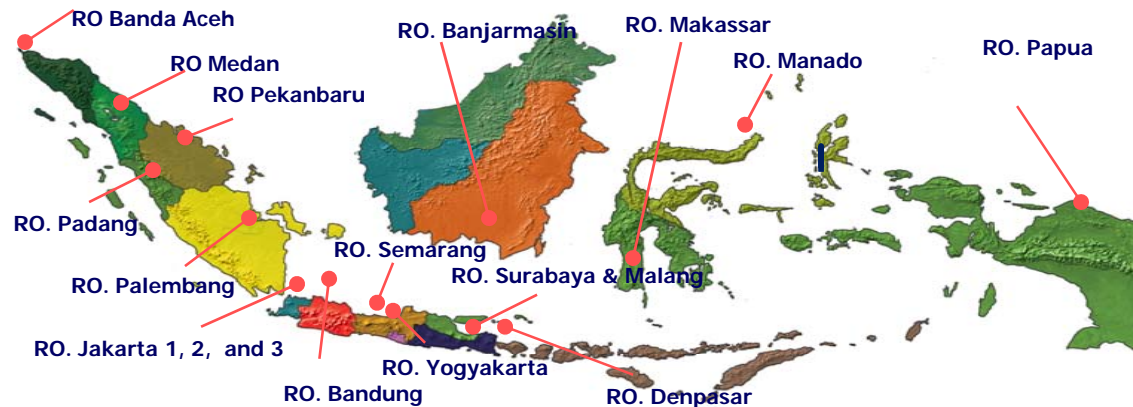 RO Banda Aceh
RO. Banjarmasin
RO. Makassar
RO. Papua
RO Medan
RO. Manado
RO Pekanbaru
RO. Padang
RO. Semarang
RO. Surabaya & Malang
RO. Palembang
RO. Jakarta 1, 2, and 3
RO. Yogyakarta
RO. Bandung
RO. Denpasar